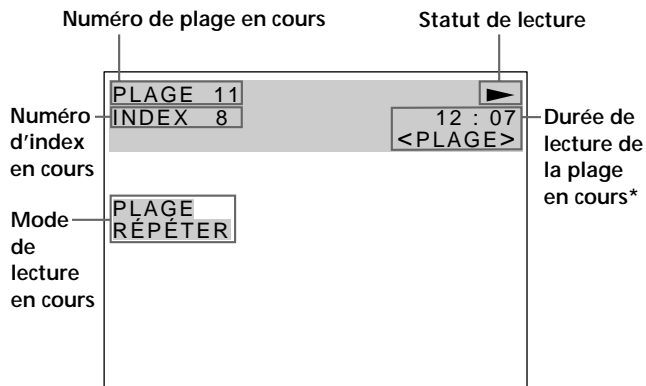 Numéro de plage en cours
Statut de lecture
PLAGE 11
INDEX 8
12 : 07
<PLAGE>
Numéro
d’index
en cours
Durée de
lecture de
la plage
en cours*
PLAGE
RÉPÉTER
Mode
de
lecture
en cours